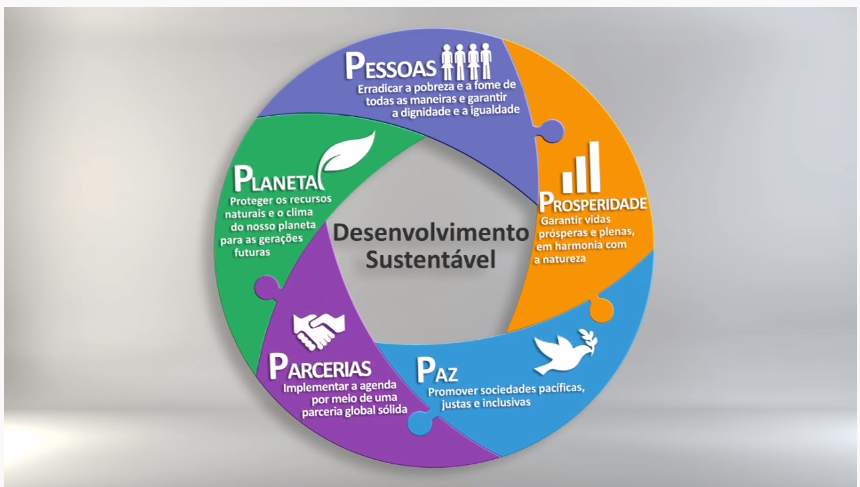 PESSOAS
Erradicar a pobreza e a fome de
todas as maneiras e garantir
a dignidade e a igualdade
PROSPERIDADE
Garantir vidas
prósperas e plenas,
em harmonia com
a natureza
PAZ
Promover sociedades pacíficas,
justas e inclusivas
PARCERIAS
Implementar a agenda
por meio de uma
parceria global sólida
PLANETA
Proteger os recursos
naturais e o clima
do nosso planeta
para as gerações
futuras
Desenvolvimento
Sustentável